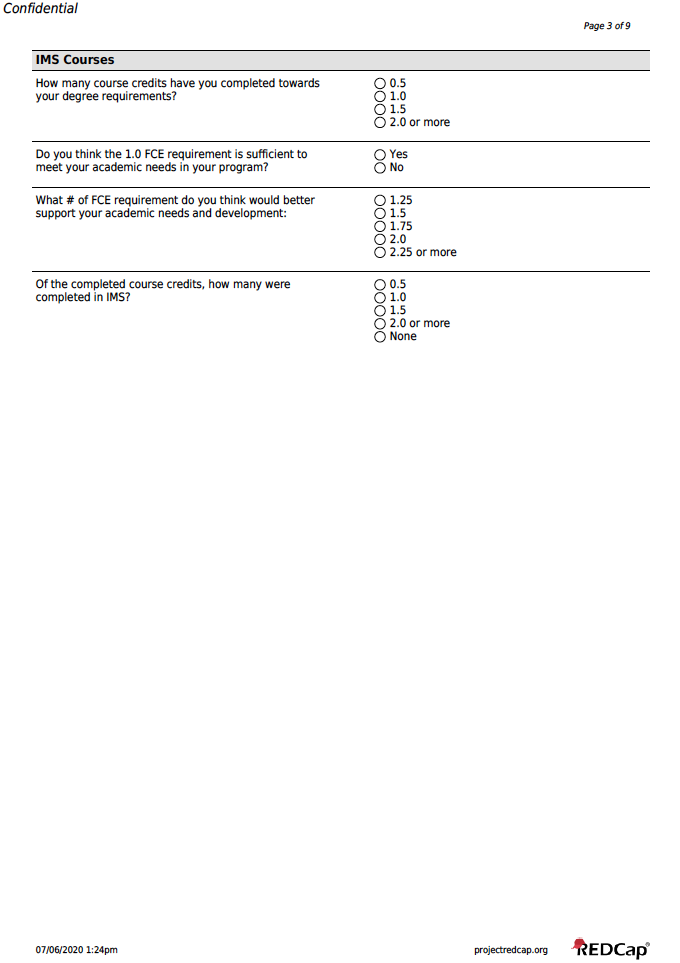 Confidential
Page 3 of 9
IMS Courses
How many course credits have you completed towards
your degree requirements?
0.5
1.0
1.5
2.0 or more
Do you think the 1.0 FCE requirement is sufficient to
meet your academic needs in your program?
Yes
No
What # of FCE requirement do you think would better
support your academic needs and development:
1.25
1.5
1.75
2.0
2.25 or more
Of the completed course credits, how many were
completed in IMS?
0.5
1.0
1.5
2.0 or more
None
07/06/2020 1:24pm
projectredcap.org
REDCap®